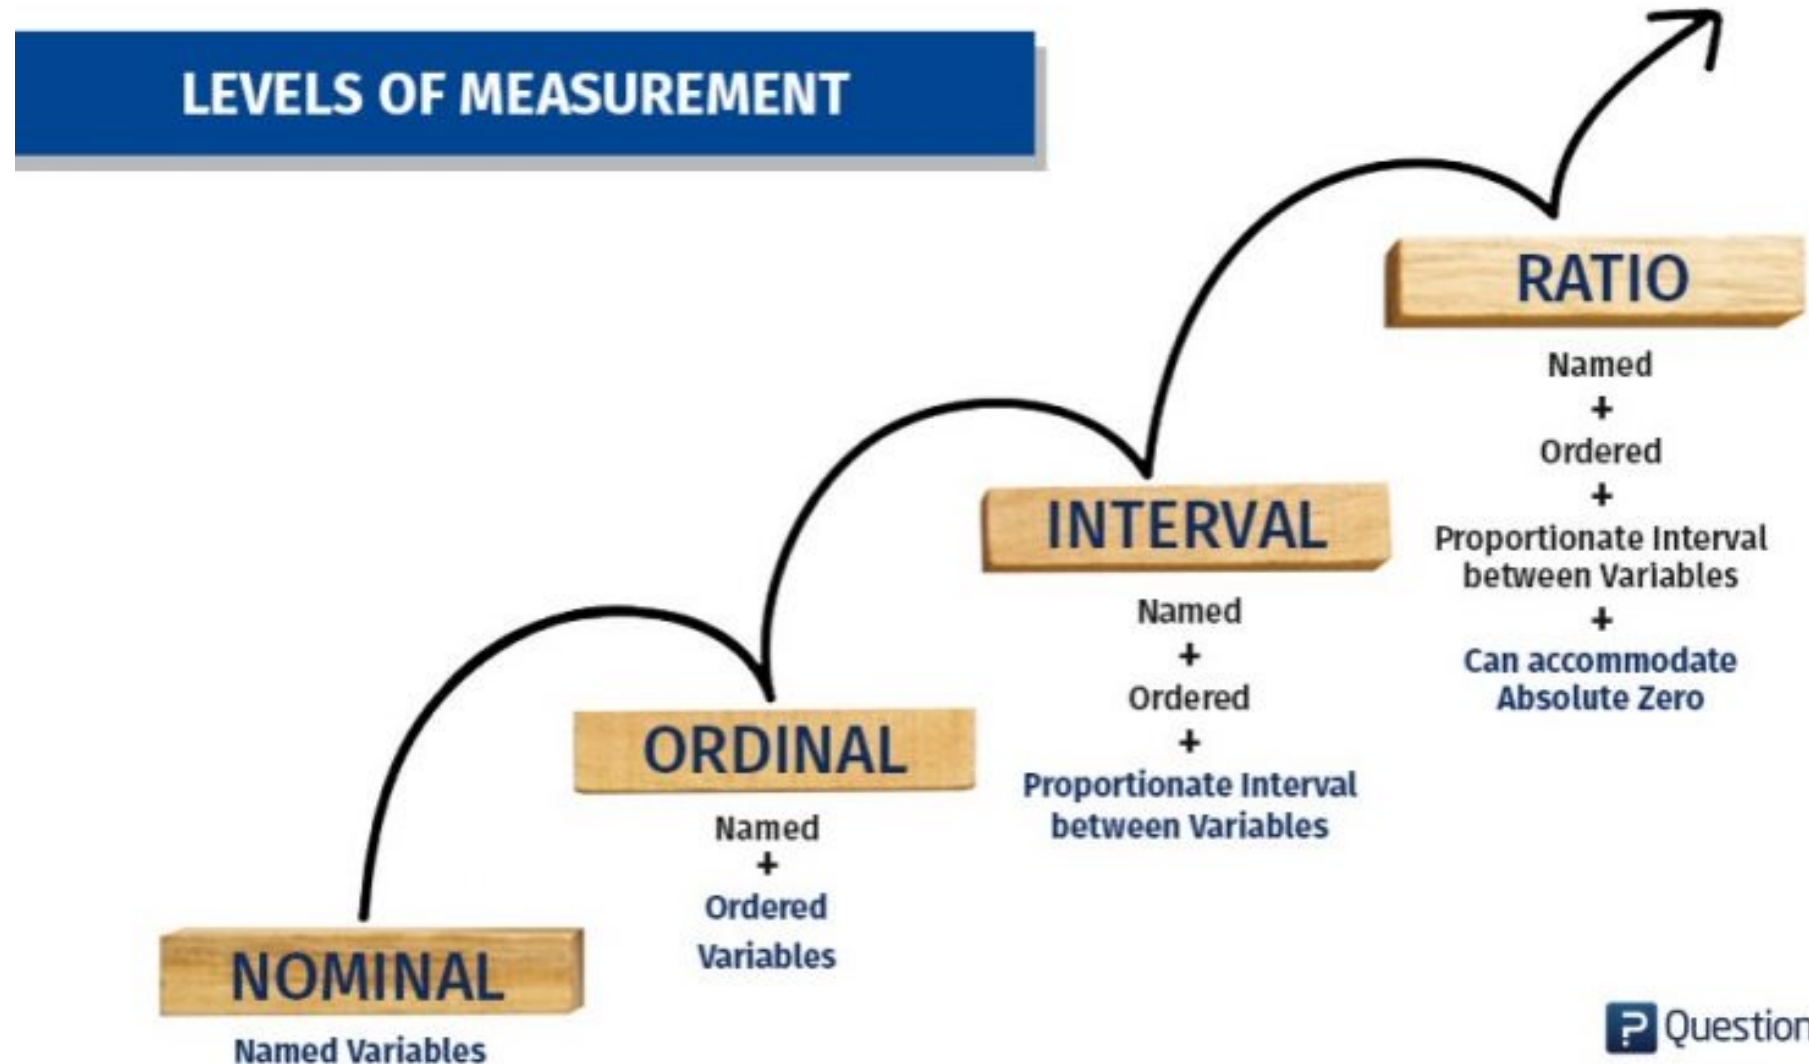 LEVELS OF MEASUREMENT
NOMINAL
Named Variables
ORDINAL
Named
+
Ordered
Variables
INTERVAL
Named
+
Ordered
+
Proportionate Interval
between Variables
RATIO
Named
+
Ordered
+
Proportionate Interval
between Variables
+
Can accommodate
Absolute Zero
Question